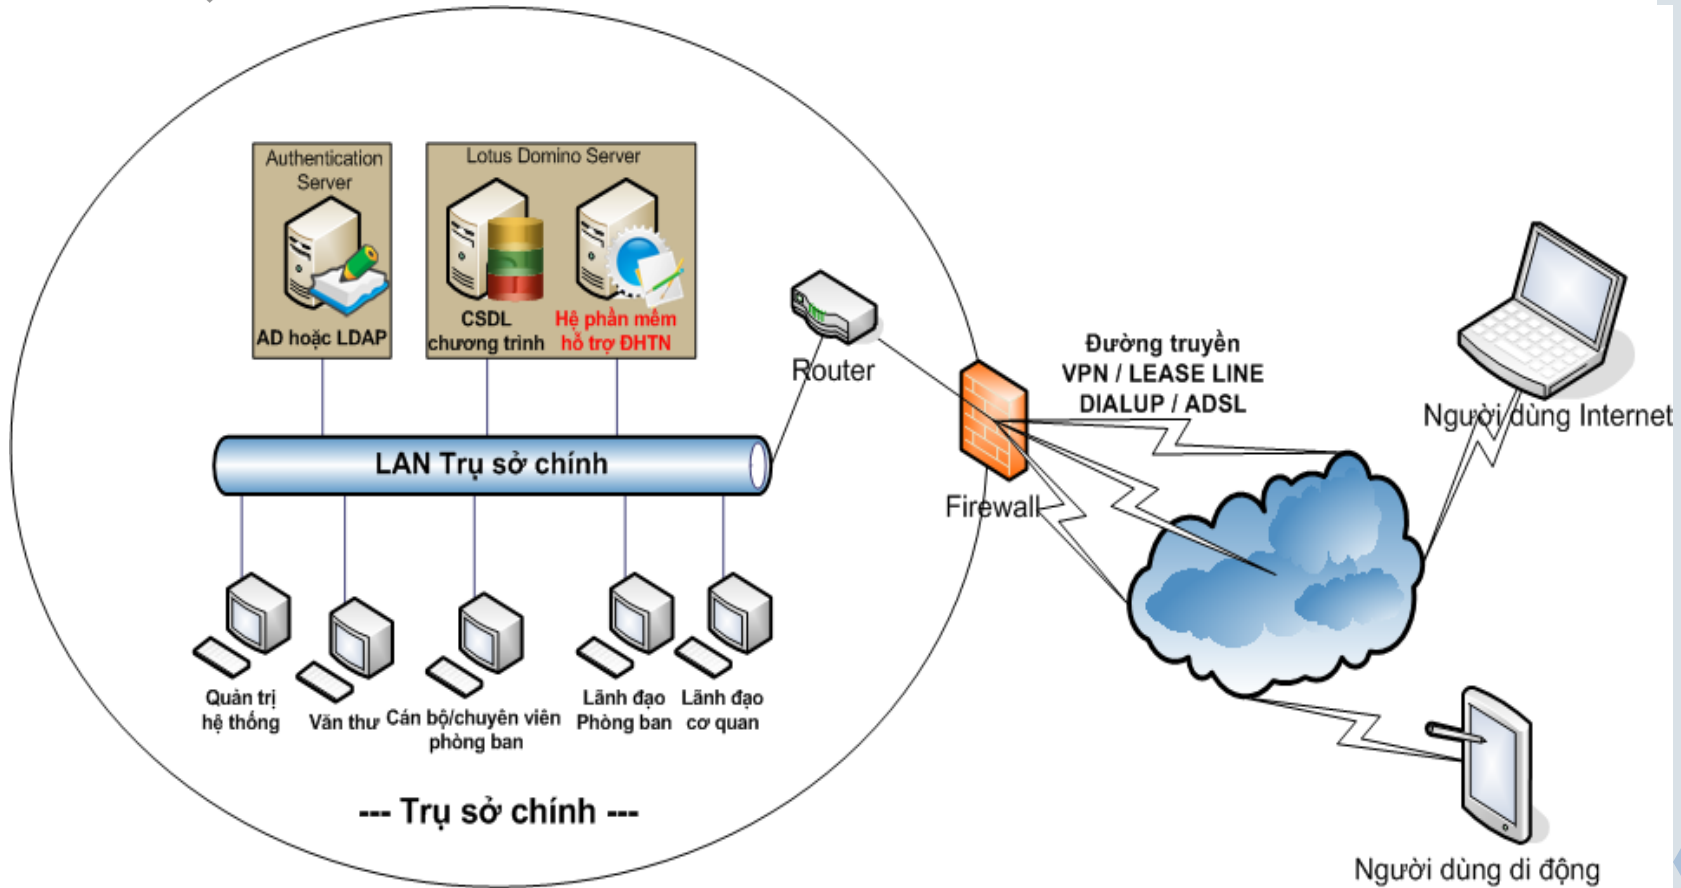 Authentication
Server
AD hoặc LDAP
Lotus Domino Server
CSDL
chương trình
Hệ phần mềm
hỗ trợ ĐHTN
Router
Đường truyền
VPN / LEASE LINE
DIALUP / ADSL
Người dùng Internet
LAN Trụ sở chính
Firewall
Quản trị
hệ thống
Văn thư
Cán bộ/chuyên viên
phòng ban
Lãnh đạo
Phòng ban
Lãnh đạo
cơ quan
--- Trụ sở chính ---
Người dùng di động